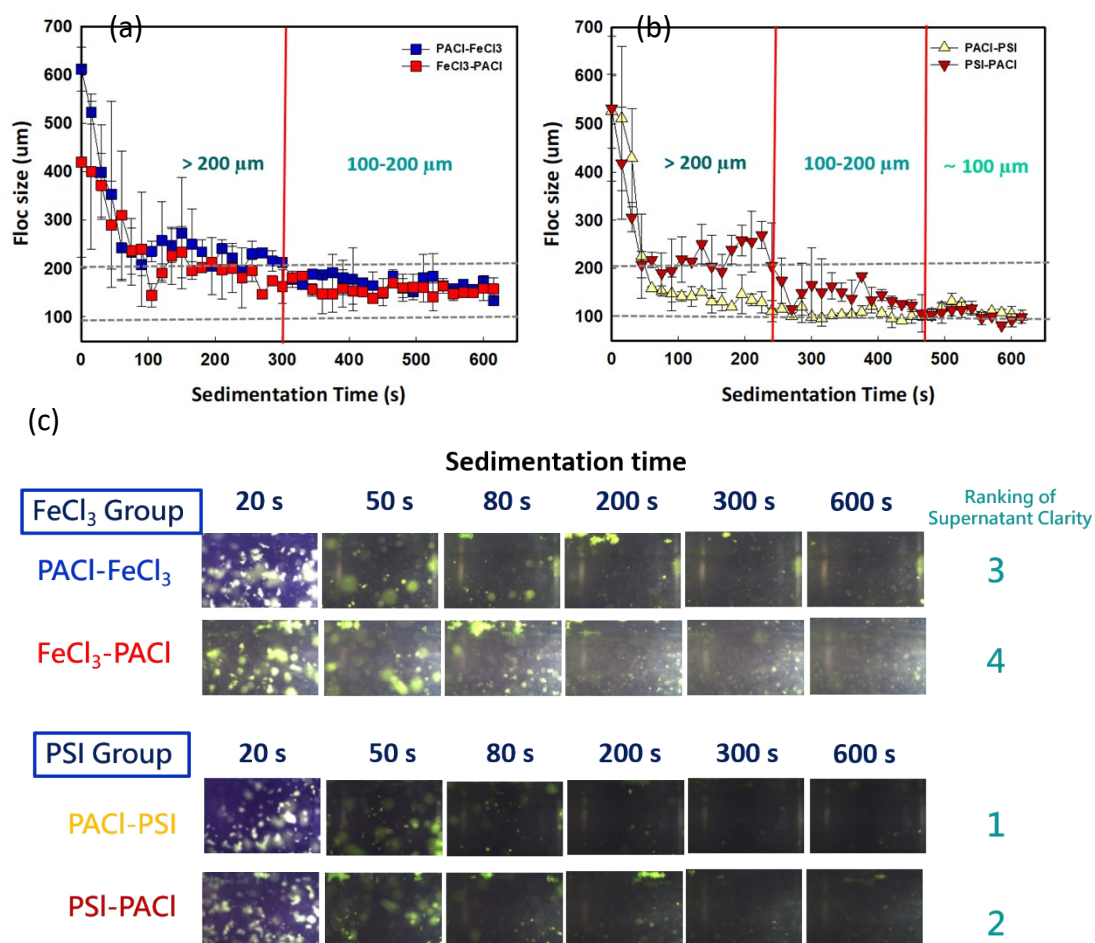 (a)
700
600
500
400
300
200
100
0 100 200 300 400 500 600
Floc size (um)
Sedimentation Time (s)
PACl-FeCl3
FeCl3-PACl
> 200 μm
100-200 μm
(b)
700
600
500
400
300
200
100
0 100 200 300 400 500 600
Floc size (um)
Sedimentation Time (s)
PACl-PSI
PSI-PACl
> 200 μm
100-200 μm
~ 100 μm
(c)
Sedimentation time
FeCl₃ Group
20 s 50 s 80 s 200 s 300 s 600 s
Ranking of
Supernatant Clarity
PACl-FeCl₃
3
FeCl₃-PACl
4
PSI Group
20 s 50 s 80 s 200 s 300 s 600 s
PACl-PSI
1
PSI-PACl
2